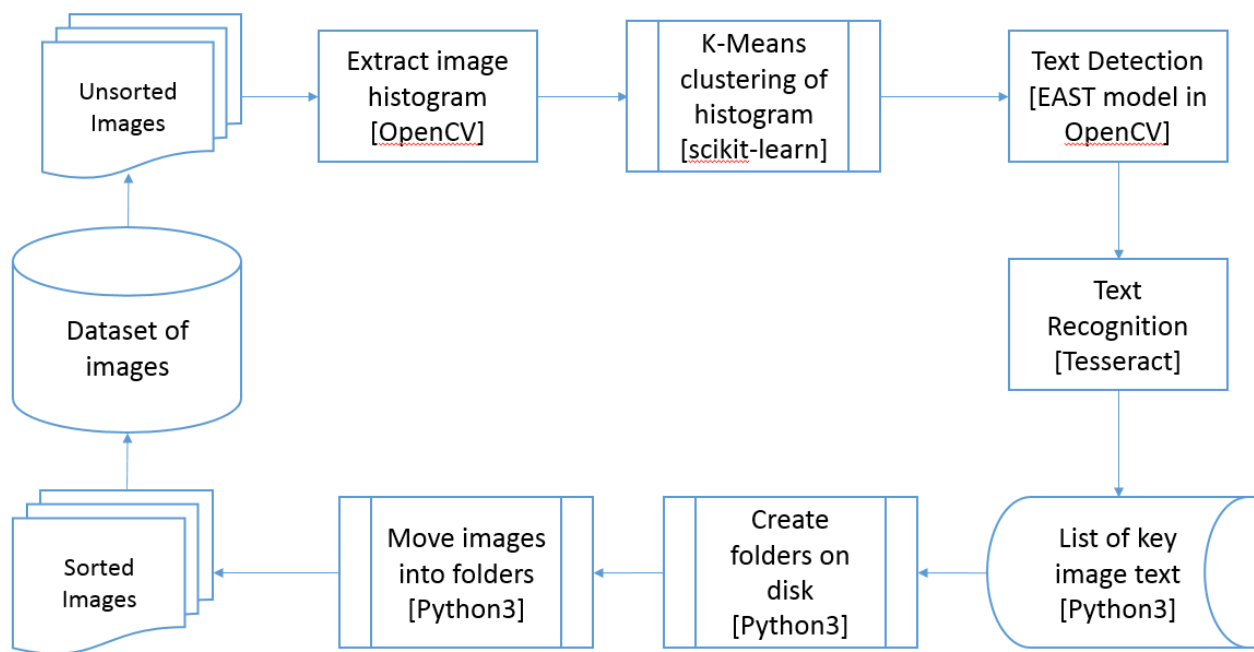 Unsorted
Images
Extract image
histogram
[OpenCV]
K-Means
clustering of
histogram
[scikit-learn]
Text Detection
[EAST model in
OpenCV]
Dataset of
images
Text
Recognition
[Tesseract]
Sorted
Images
Move images
into folders
[Python3]
Create
folders on
disk
[Python3]
List of key
image text
[Python3]